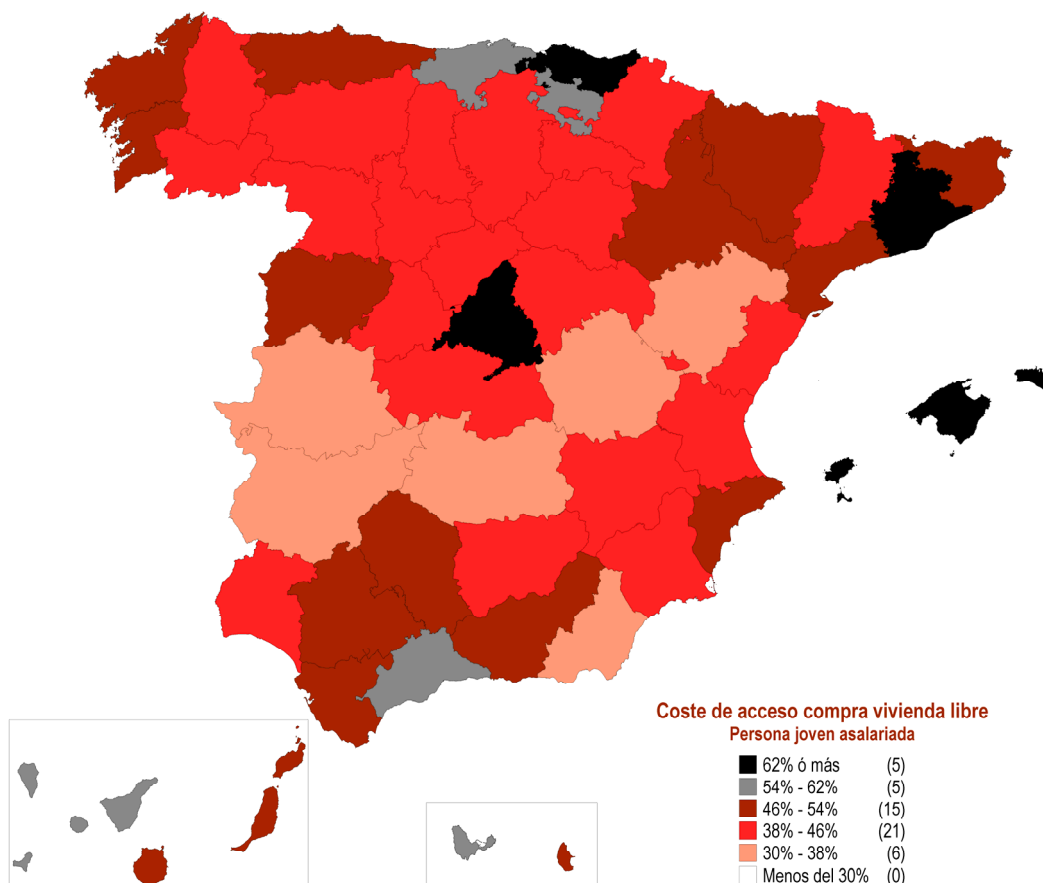 Coste de acceso compra vivienda libre
Persona joven asalariada
62% ó más (5)
54% - 62% (5)
46% - 54% (15)
38% - 46% (21)
30% - 38% (6)
Menos del 30% (0)